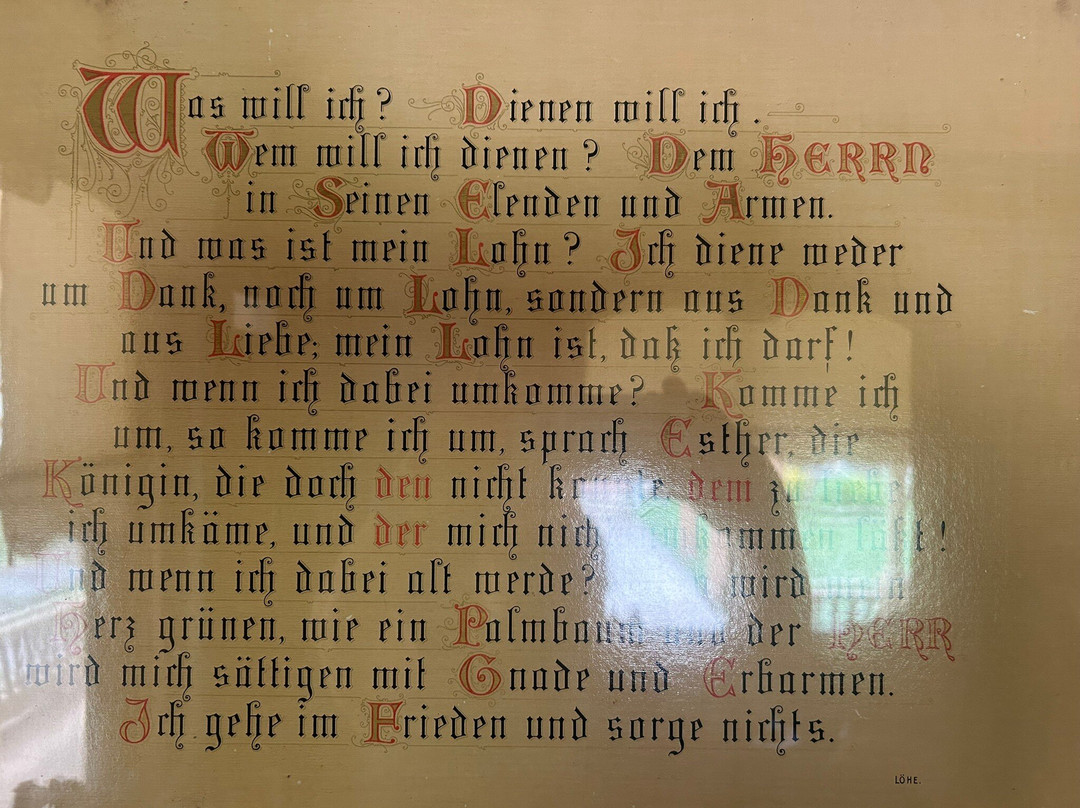 Was will ich? Dienen will ich.
Wem will ich dienen? Dem HERRN
in Seinen Elenden und Armen.
Und was ist mein Lohn? Ich diene weder
um Dank, noch um Lohn, sondern aus Dank und
aus Liebe; mein Lohn ist, daß ich darf!
Und wenn ich dabei umkomme? Komme ich
um, so komme ich um, sprach Esther, die
Königin, die doch den nicht kannte, dem zu liebe
ich umkäme, und der mich nicht umkommen läßt!
Und wenn ich dabei alt werde? wird mein
Herz grünen, wie ein Palmbaum und der HERR
wird mich sättigen mit Gnade und Erbarmen.
Ich gehe im Frieden und sorge nichts.
LÖHE.